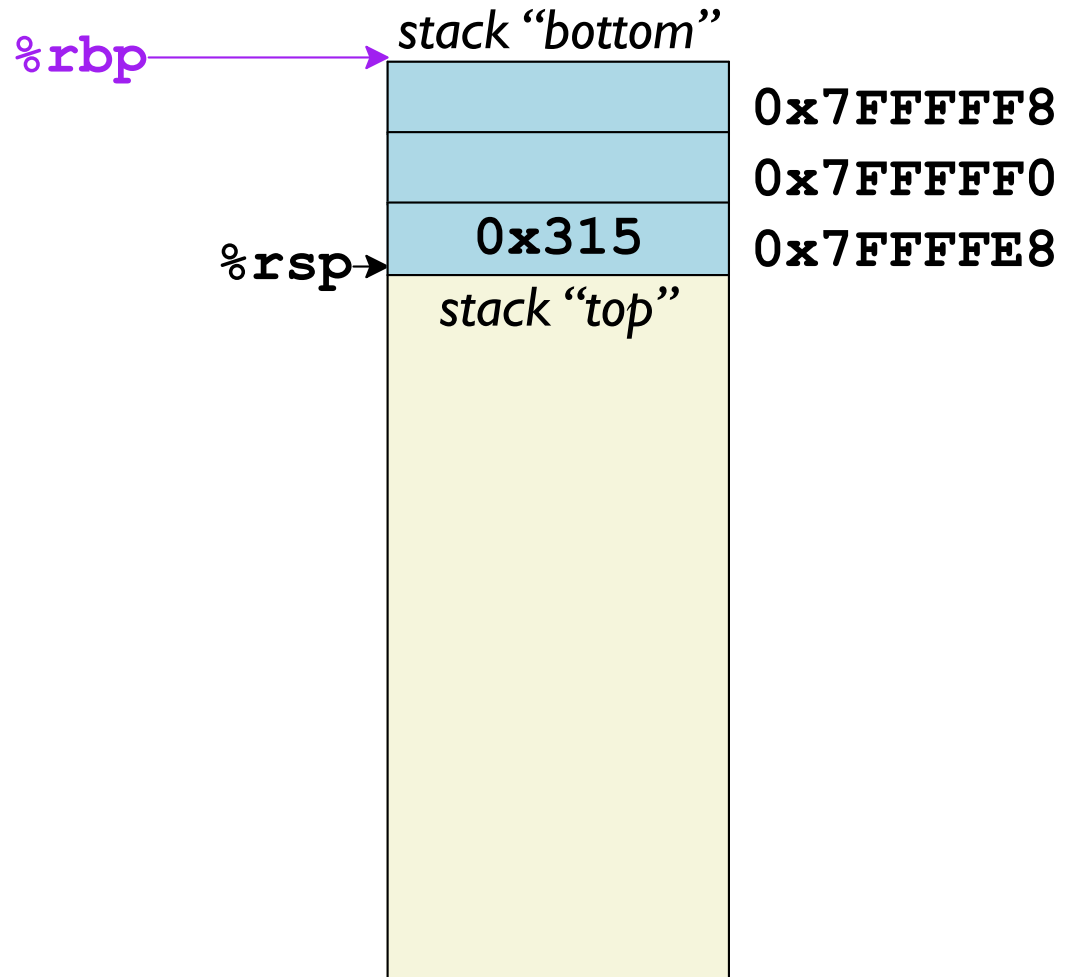 stack “bottom”
%rbp
0x7FFFFF8
0x7FFFFF0
0x315
0x7FFFFE8
%rsp
stack “top”